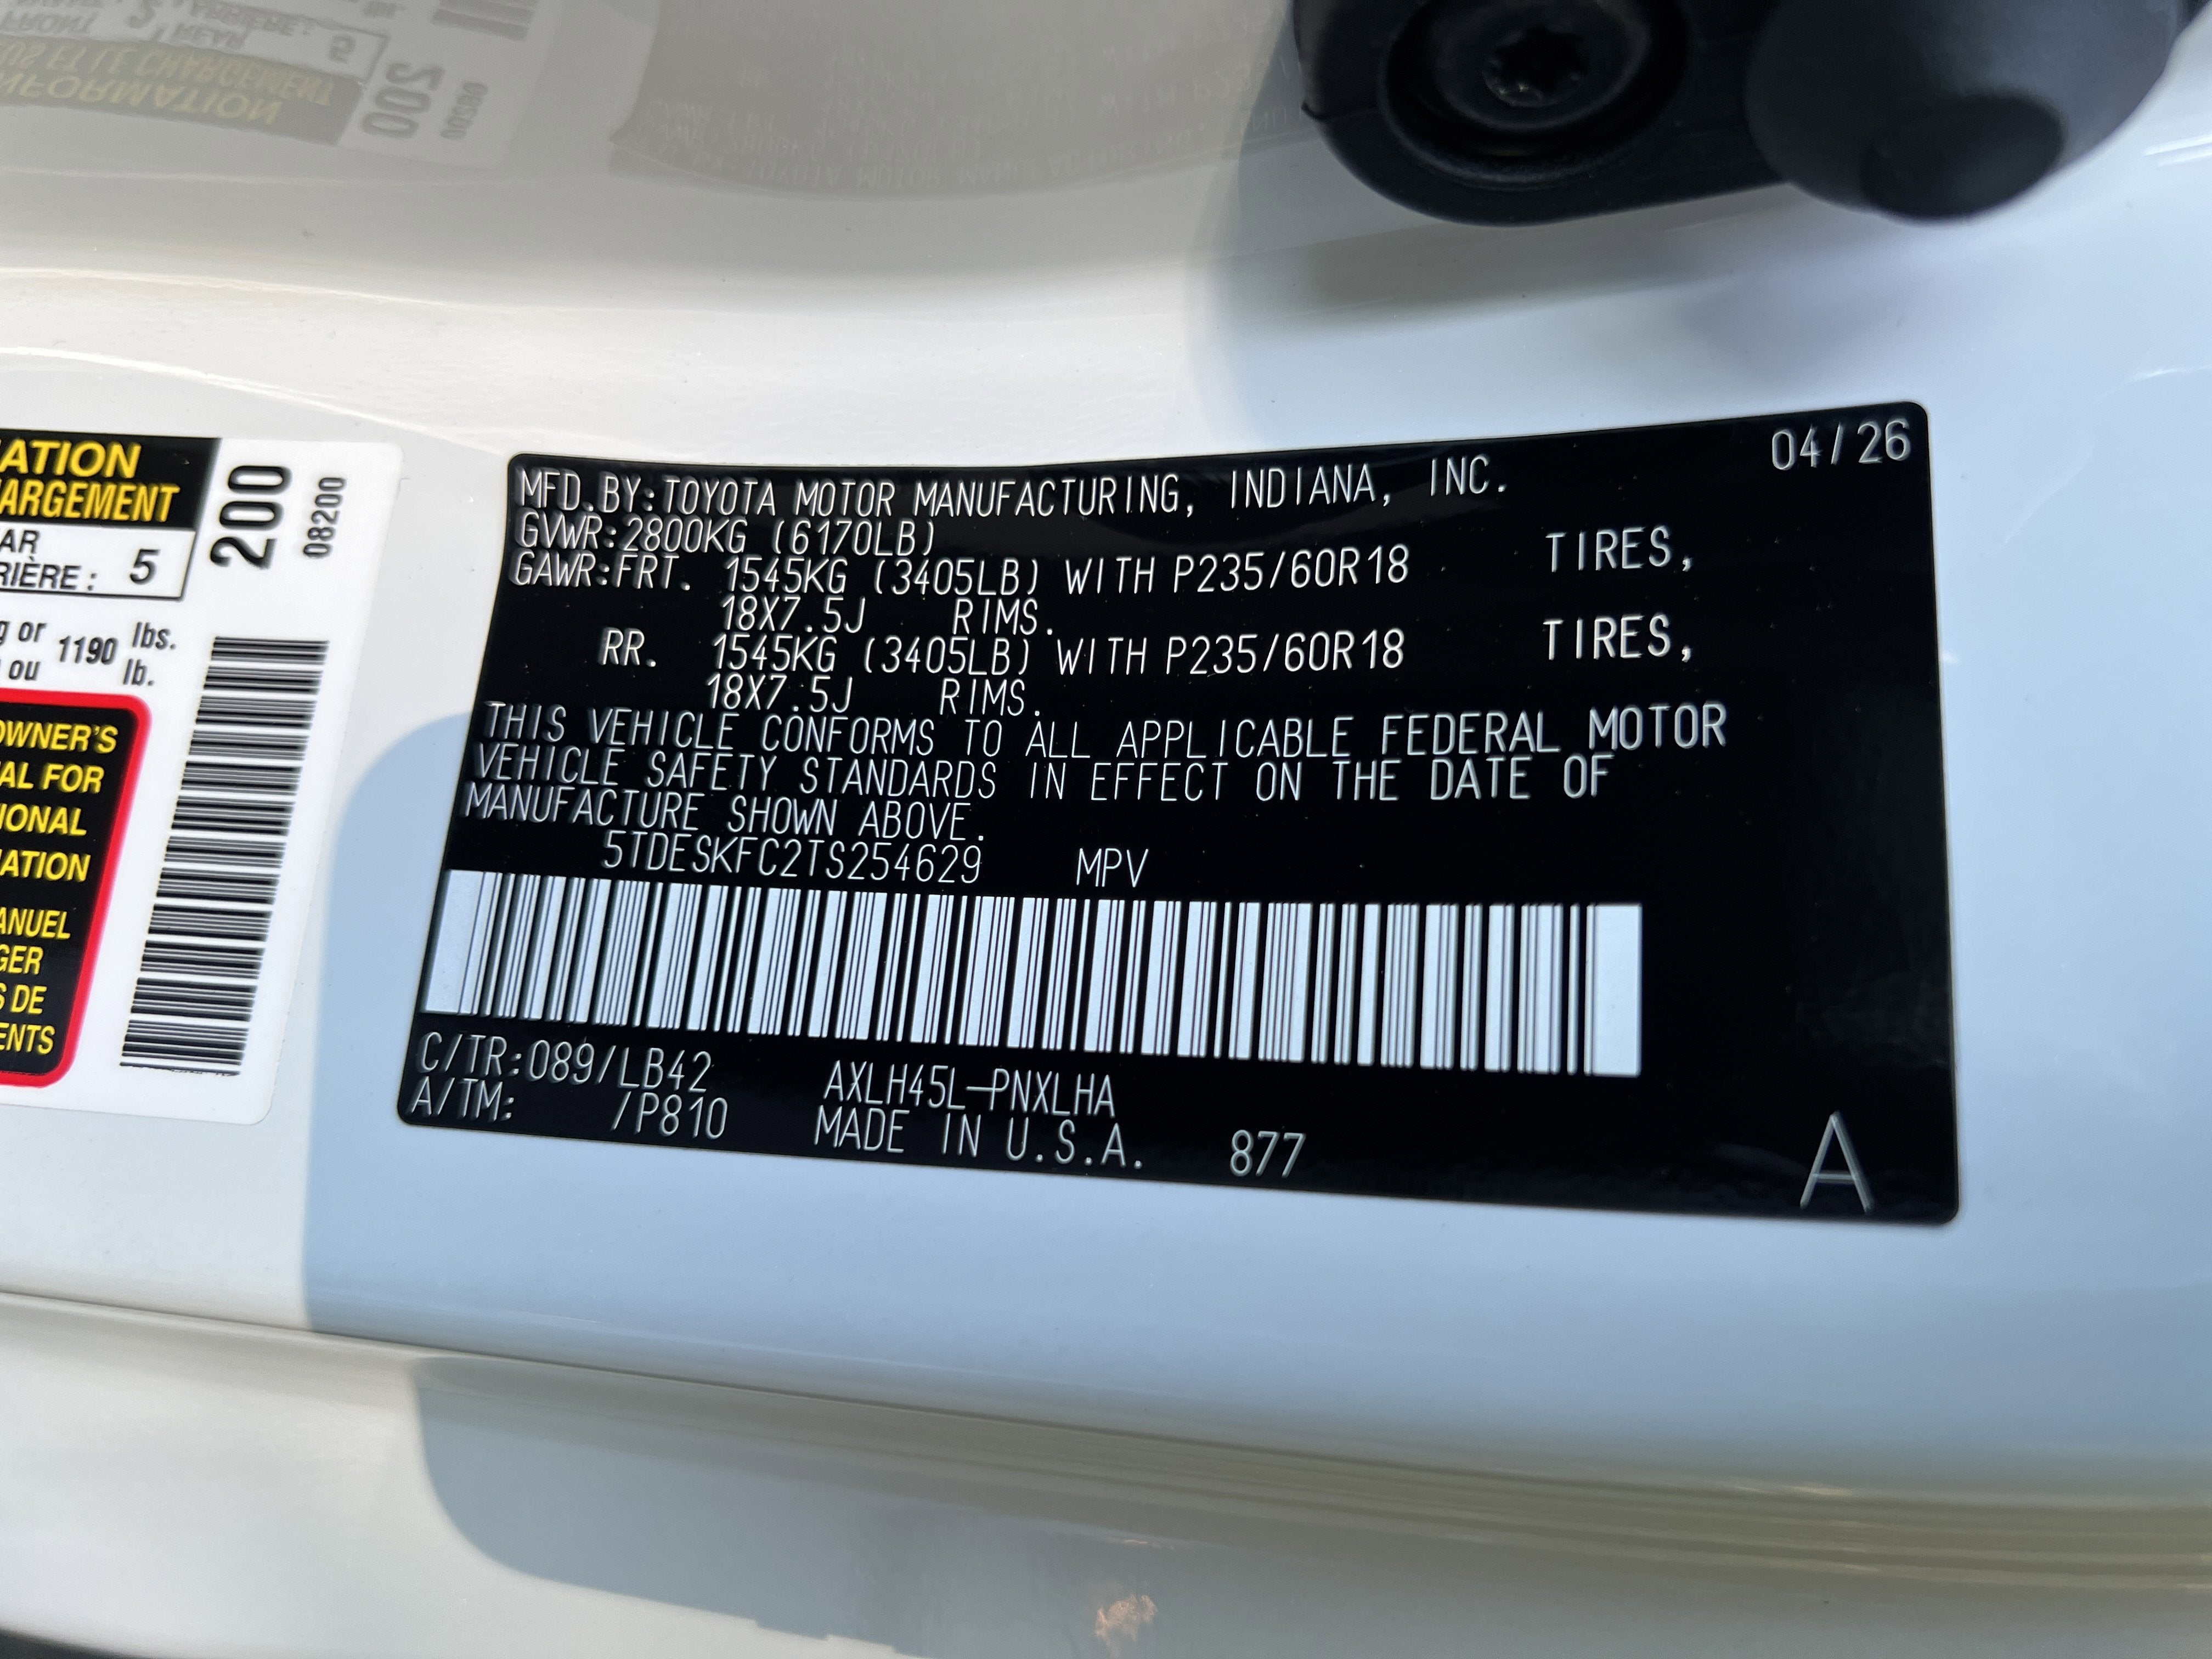 ATION
ARGEMENT
AR
RIÈRE : 5
200
08200
g or 1190 lbs.
ou lb.
OWNER'S
AL FOR
IONAL
ATION
ANUEL
GER
S DE
ENTS
04/26
MFD.BY:TOYOTA MOTOR MANUFACTURING, INDIANA, INC.
GVWR:2800KG (6170LB)
GAWR:FRT. 1545KG (3405LB) WITH P235/60R18 TIRES,
18X7.5J RIMS.
RR. 1545KG (3405LB) WITH P235/60R18 TIRES,
18X7.5J RIMS.
THIS VEHICLE CONFORMS TO ALL APPLICABLE FEDERAL MOTOR
VEHICLE SAFETY STANDARDS IN EFFECT ON THE DATE OF
MANUFACTURE SHOWN ABOVE.
5TDESKFC2TS254629 MPV
C/TR:089/LB42 AXLH45L-PNXLHA
A/TM: /P810 MADE IN U.S.A. 877
A